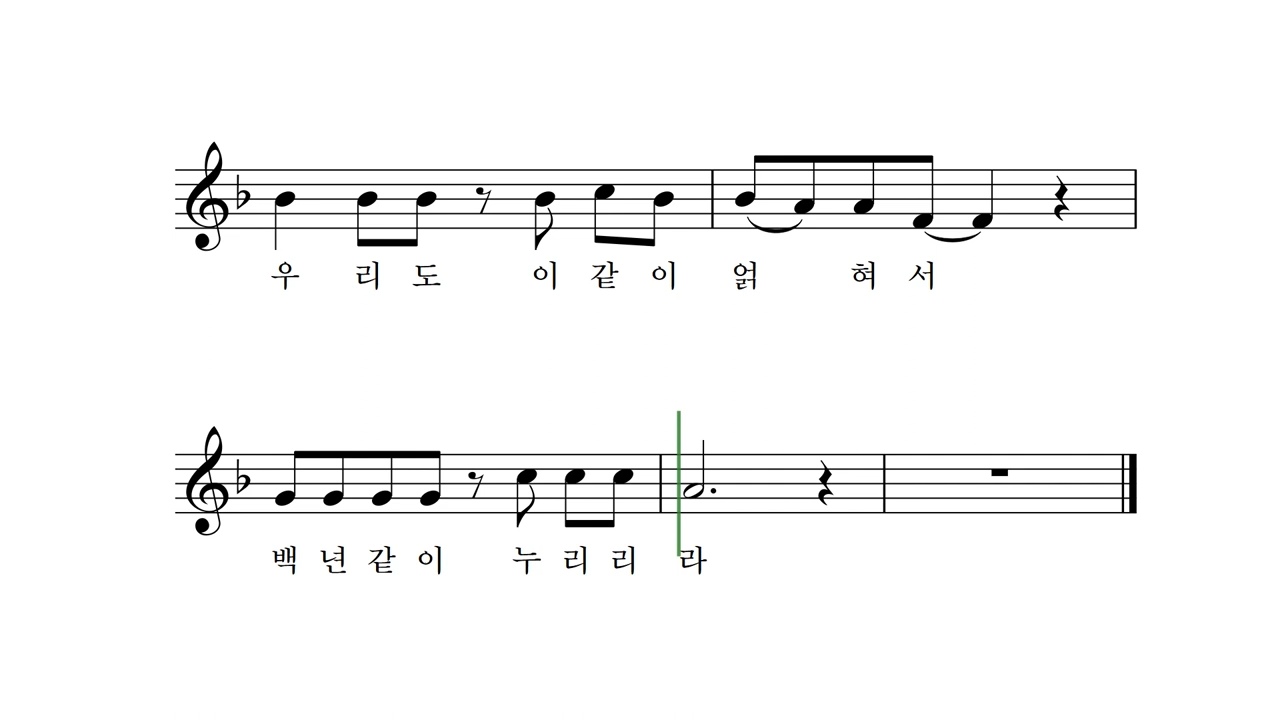 우 리 도 이 같 이 얽 혀 서
백 년 같 이 누 리 리 라